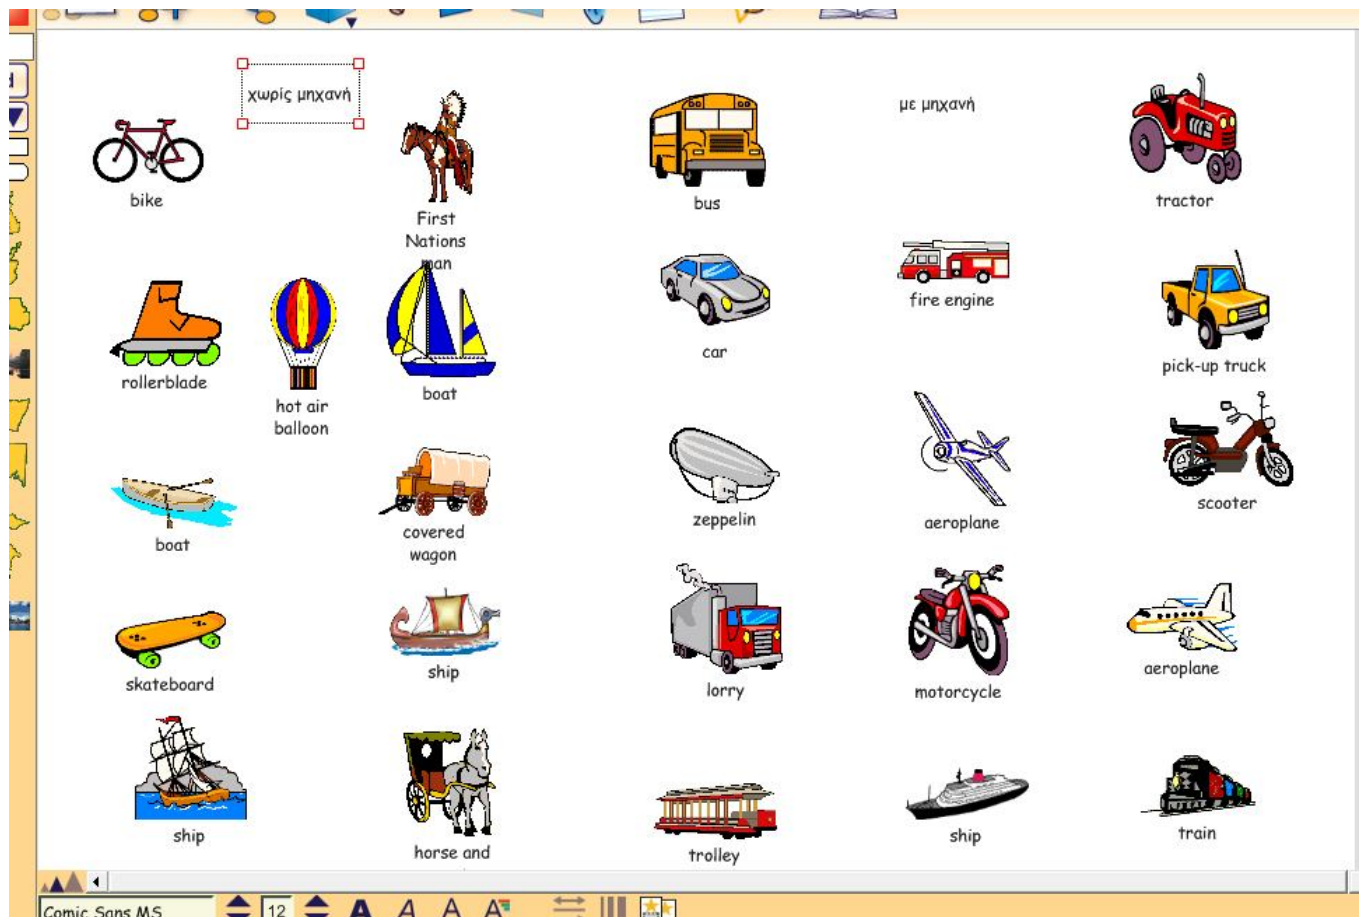 χωρίς μηχανή
με μηχανή
bike
First
Nations
man
bus
tractor
rollerblade
hot air
balloon
boat
car
fire engine
pick-up truck
boat
covered
wagon
zeppelin
aeroplane
scooter
skateboard
ship
lorry
motorcycle
aeroplane
ship
horse and
trolley
ship
train
Comic Sans MS
12
A A A A